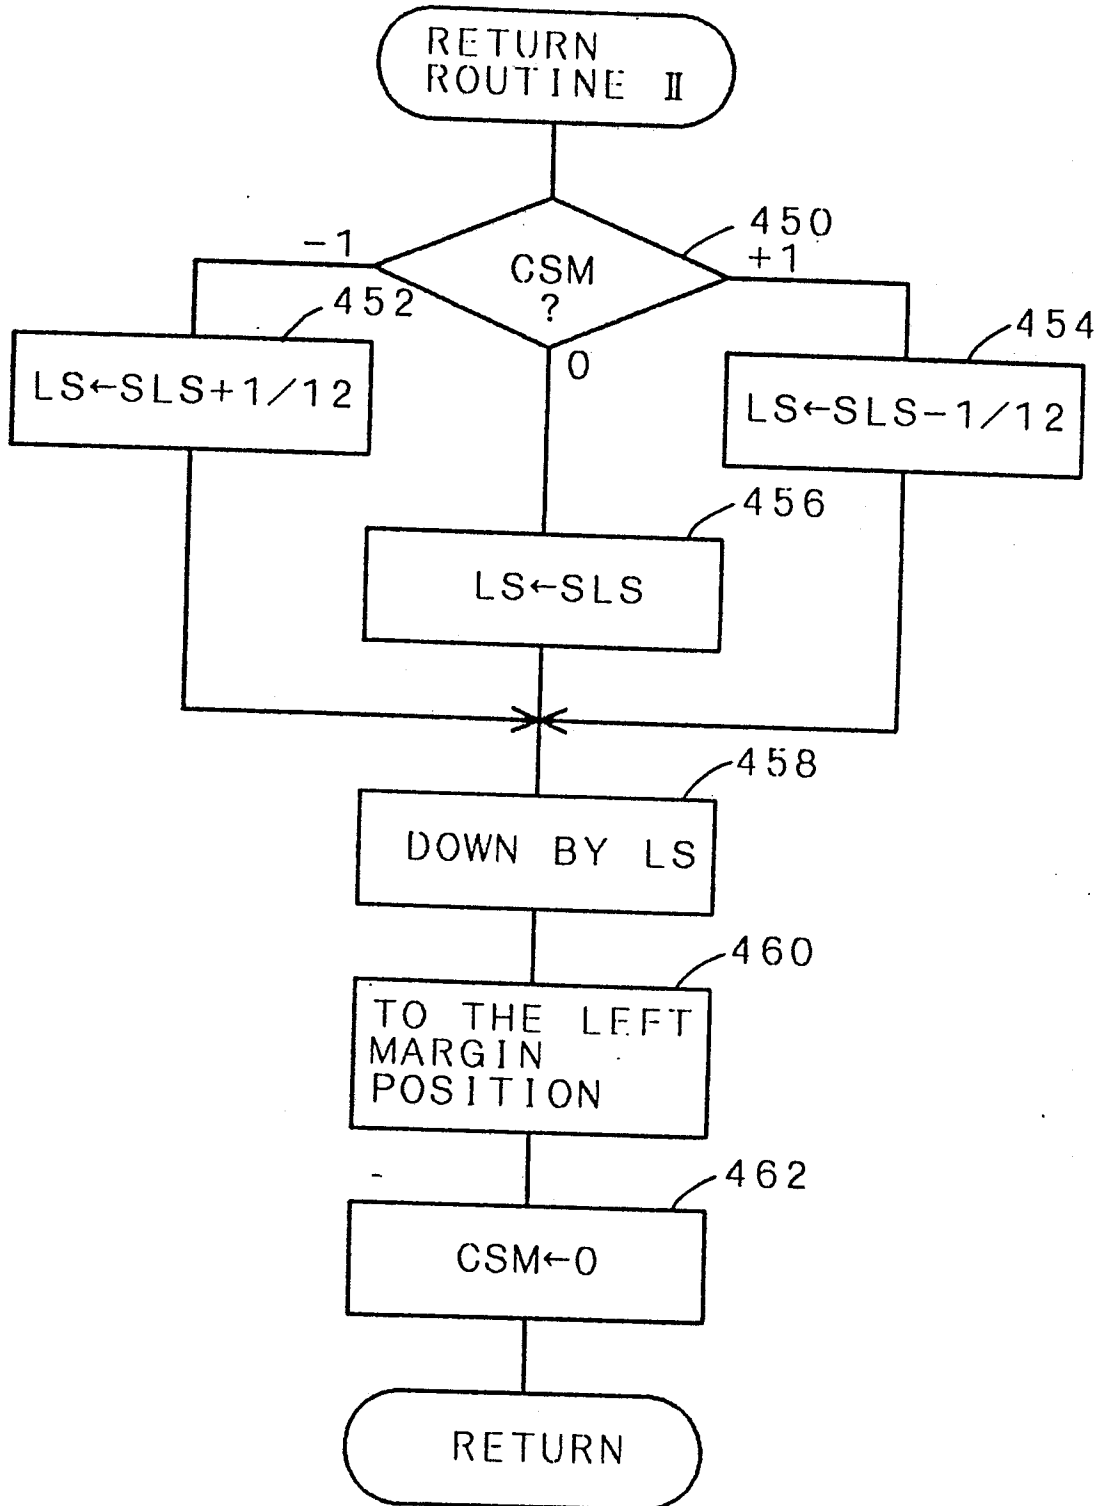 RETURN
ROUTINE II
450
-1
+1
CSM
?
452
454
0
LS←SLS+1/12
LS←SLS-1/12
456
LS←SLS
458
DOWN BY LS
460
TO THE LEFT
MARGIN
POSITION
462
CSM←0
RETURN